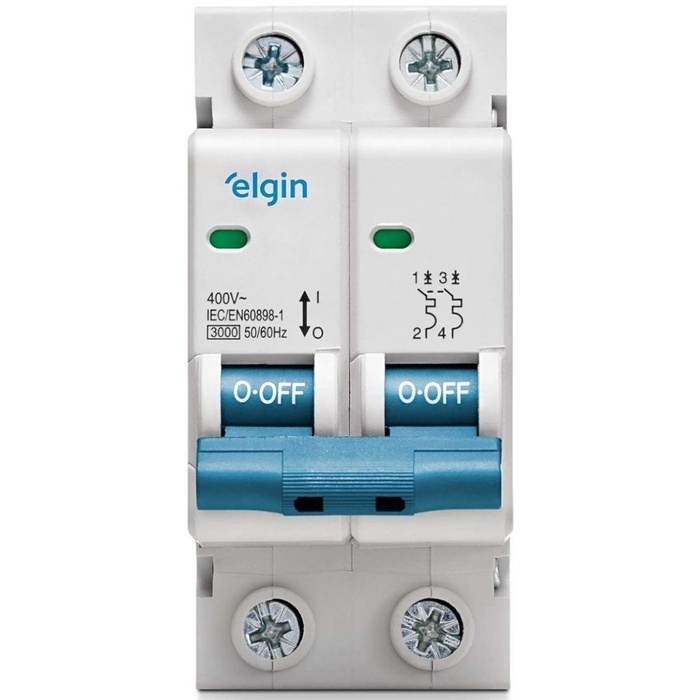 elgin
400V~
IEC/EN60898-1
3000 50/60Hz
I
O
1 3
2 4
O·OFF O·OFF